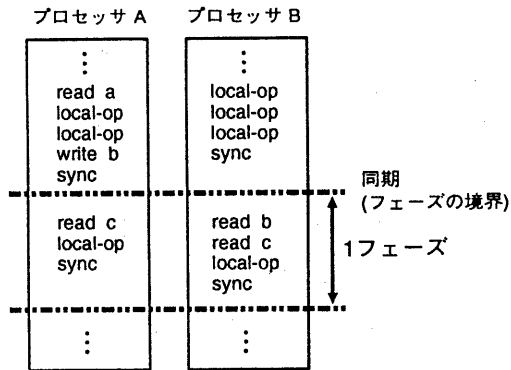 プロセッサ A
プロセッサ B
⋮
read a
local-op
local-op
write b
sync
⋮
local-op
local-op
local-op
sync
同期
(フェーズの境界)
read c
local-op
sync
read b
read c
local-op
sync
1フェーズ
⋮
⋮